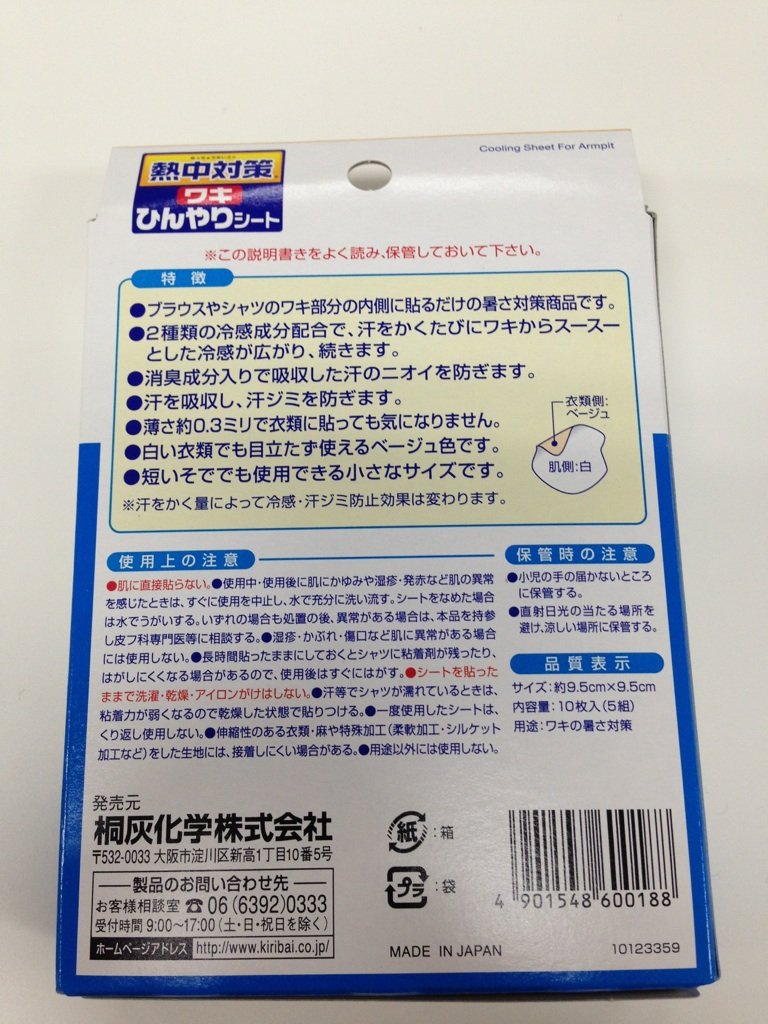 Cooling Sheet For Armpit
熱中対策
ワキ
ひんやりシート
※この説明書きをよく読み、保管しておいて下さい。
特徴
●ブラウスやシャツのワキ部分の内側に貼るだけの暑さ対策商品です。
●2種類の冷感成分配合で、汗をかくたびにワキからスースー
とした冷感が広がり、続きます。
●消臭成分入りで吸収した汗のニオイを防ぎます。
●汗を吸収し、汗ジミを防ぎます。
●薄さ約0.3ミリで衣類に貼っても気になりません。
●白い衣類でも目立たず使えるベージュ色です。
●短いそででも使用できる小さなサイズです。
※汗をかく量によって冷感・汗ジミ防止効果は変わります。
衣類側:
ベージュ
肌側:白
使用上の注意
●肌に直接貼らない。●使用中・使用後に肌にかゆみや湿疹・発赤など肌の異常
を感じたときは、すぐに使用を中止し、水で充分に洗い流す。シートをなめた場合
は水でうがいする。いずれの場合も処置の後、異常がある場合は、本品を持参
し皮フ科専門医等に相談する。●湿疹・かぶれ・傷口など肌に異常がある場合
には使用しない。●長時間貼ったままにしておくとシャツに粘着剤が残ったり、
はがしにくくなる場合があるので、使用後はすぐにはがす。●シートを貼った
ままで洗濯・乾燥・アイロンがけはしない。●汗等でシャツが濡れているときは、
粘着力が弱くなるので乾燥した状態で貼りつける。●一度使用したシートは、
くり返し使用しない。●伸縮性のある衣類・麻や特殊加工(柔軟加工・シルケット
加工など)をした生地には、接着しにくい場合がある。●用途以外には使用しない。
保管時の注意
●小児の手の届かないところ
に保管する。
●直射日光の当たる場所を
避け、涼しい場所に保管する。
品質表示
サイズ:約9.5cm×9.5cm
内容量:10枚入(5組)
用途:ワキの暑さ対策
発売元
桐灰化学株式会社
〒532-0033 大阪市淀川区新高1丁目10番5号
製品のお問い合わせ先
お客様相談室 ☎ 06(6392)0333
受付時間 9:00~17:00(土・日・祝日を除く)
ホームページアドレス http://www.kiribai.co.jp/
紙:箱
プラ:袋
4 901548 600188
MADE IN JAPAN
10123359